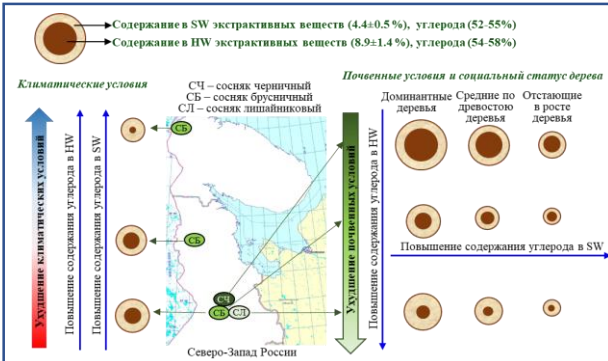 Содержание в SW экстрактивных веществ (4.4±0.5 %), углерода (52-55%)
Содержание в HW экстрактивных веществ (8.9±1.4 %), углерода (54-58%)
Климатические условия
СЧ – сосняк черничный
СБ – сосняк брусничный
СЛ – сосняк лишайниковый
Почвенные условия и социальный статус дерева
Доминантные деревья
Средние по древостою деревья
Отстающие в росте деревья
Ухудшение климатических условий
Повышение содержания углерода в HW
Повышение содержания углерода в SW
СБ
СБ
СЧ
СБ
СЛ
Ухудшение почвенных условий
Повышение содержания углерода в HW
Повышение содержания углерода в SW
Северо-Запад России